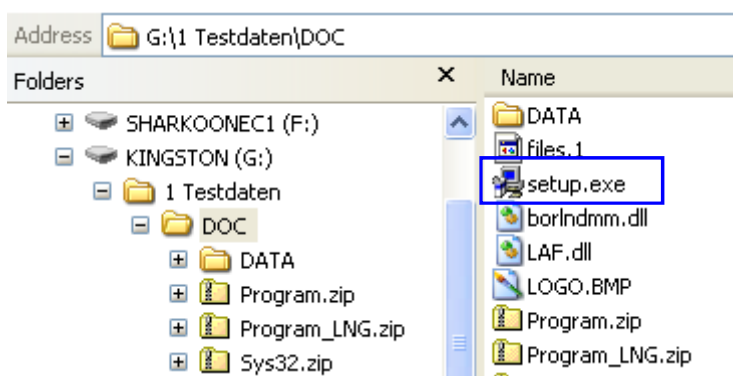 Address G:\1 Testdaten\DOC
Folders
SHARKOONEC1 (F:)
KINGSTON (G:)
1 Testdaten
DOC
DATA
Program.zip
Program_LNG.zip
Sys32.zip
Name
DATA
files.1
setup.exe
borlndmm.dll
LAF.dll
LOGO.BMP
Program.zip
Program_LNG.zip